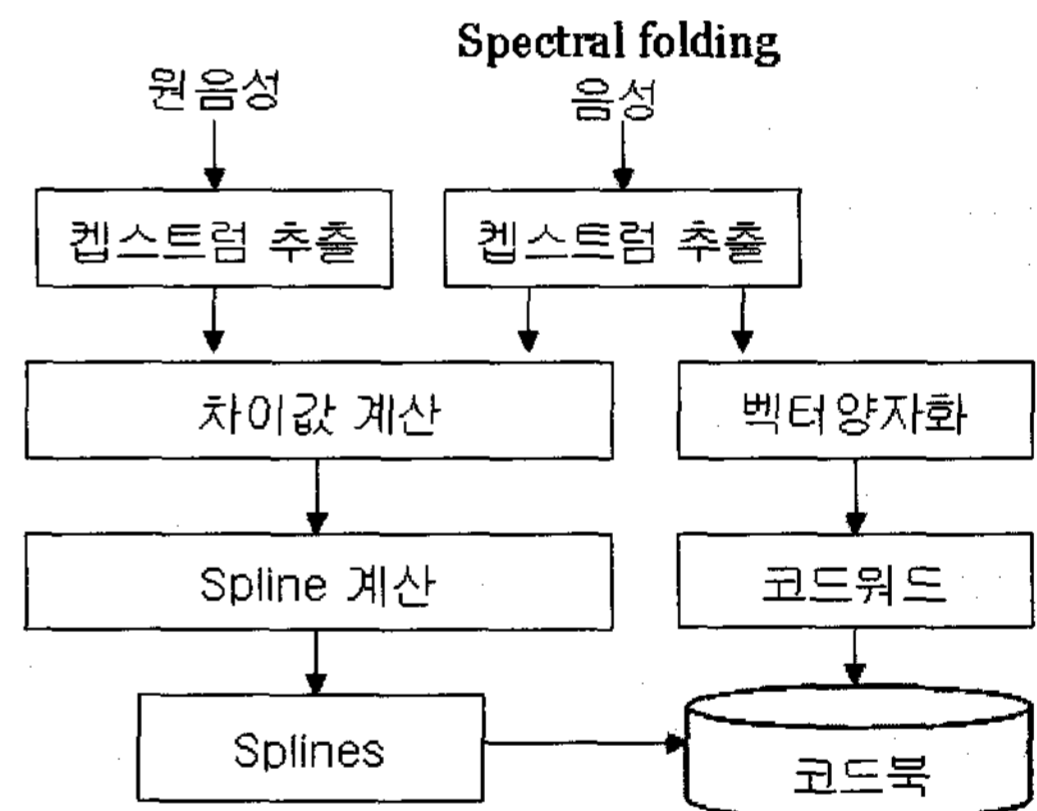 Spectral folding
원음성
음성
켑스트럼 추출
켑스트럼 추출
차이값 계산
벡터양자화
Spline 계산
코드워드
Splines
코드북